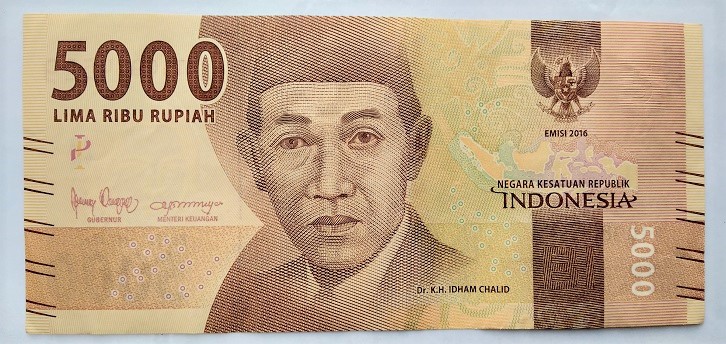 5000
LIMA RIBU RUPIAH
GUBERNUR
MENTERI KEUANGAN
Dr. K.H. IDHAM CHALID
EMISI 2016
NEGARA KESATUAN REPUBLIK
INDONESIA
5000